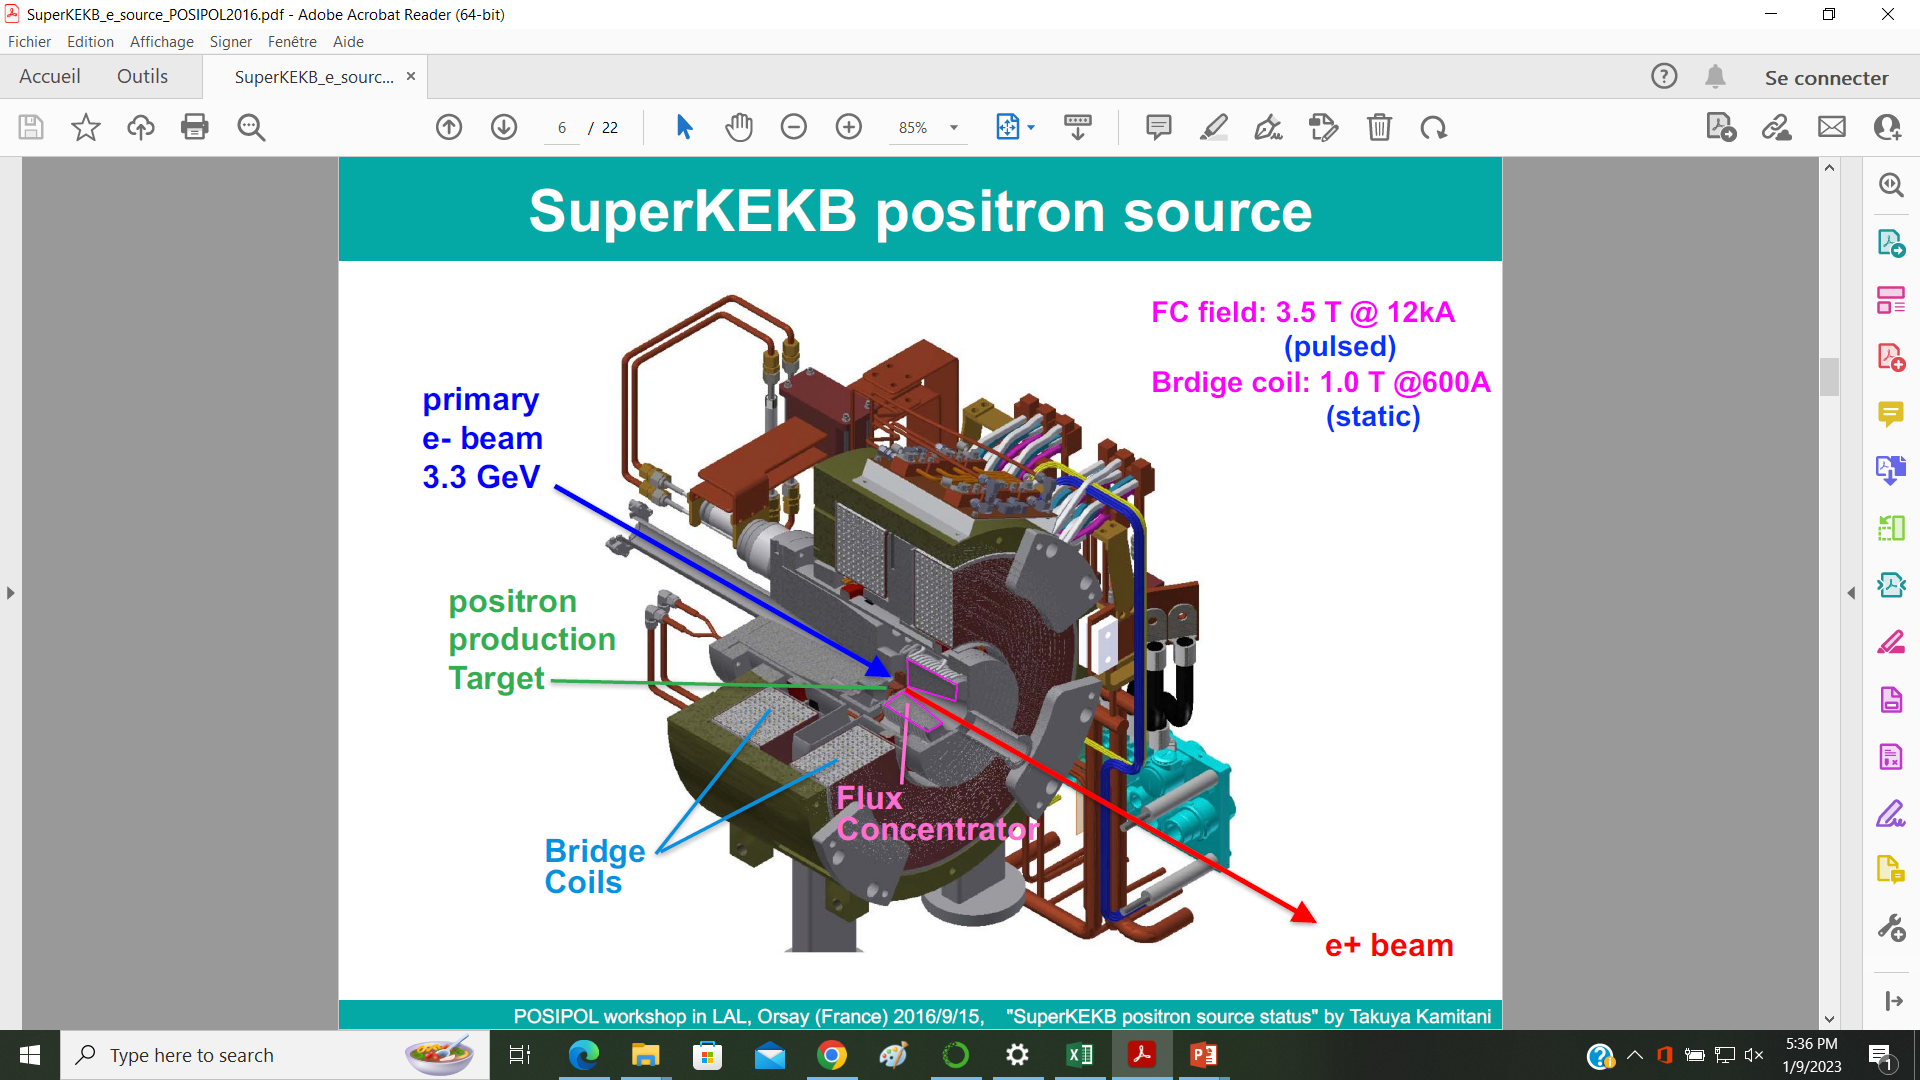 SuperKEKB_e_source_POSIPOL2016.pdf - Adobe Acrobat Reader (64-bit)
Fichier Edition Affichage Signer Fenêtre Aide
Accueil Outils SuperKEKB_e_sourc... × Se connecter
6 / 22 85%
SuperKEKB positron source
FC field: 3.5 T @ 12kA
(pulsed)
Brdige coil: 1.0 T @600A
(static)
primary
e- beam
3.3 GeV
positron
production
Target
Flux
Concentrator
Bridge
Coils
e+ beam
POSIPOL workshop in LAL, Orsay (France) 2016/9/15, "SuperKEKB positron source status" by Takuya Kamitani
Type here to search
5:36 PM
1/9/2023
1